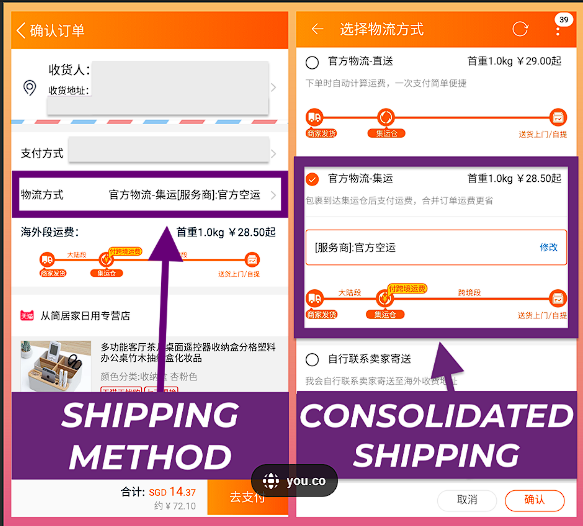 确认订单
收货人：
收货地址：
支付方式
物流方式
官方物流-集运[服务商]:官方空运
海外段运费：
首重1.0kg ￥28.50起
大陆段
付跨境运费
商家发货
集运仓
送货上门/自提
从简居家日用专营店
多功能客厅茶几桌面遥控器收纳盒分格塑料
办公桌竹木抽 盒化妆品
颜色分类:收纳盒 杏粉色
SHIPPING
METHOD
合计: SGD 14.37
约 ¥ 72.10
去支付
选择物流方式
39
官方物流-直送
首重1.0kg ￥29.00起
下单时自动计算运费，一次支付简单便捷
商家发货
集运仓
送货上门/自提
官方物流-集运
首重1.0kg ￥28.50起
包裹到达集运仓后支付运费，合并订单运费更省
[服务商]:官方空运
修改
大陆段
付跨境运费
跨境段
商家发货
集运仓
送货上门/自提
自行联系卖家寄送
我会自行联系卖家寄送至海外收货地址
CONSOLIDATED
SHIPPING
取消
确认
you.co